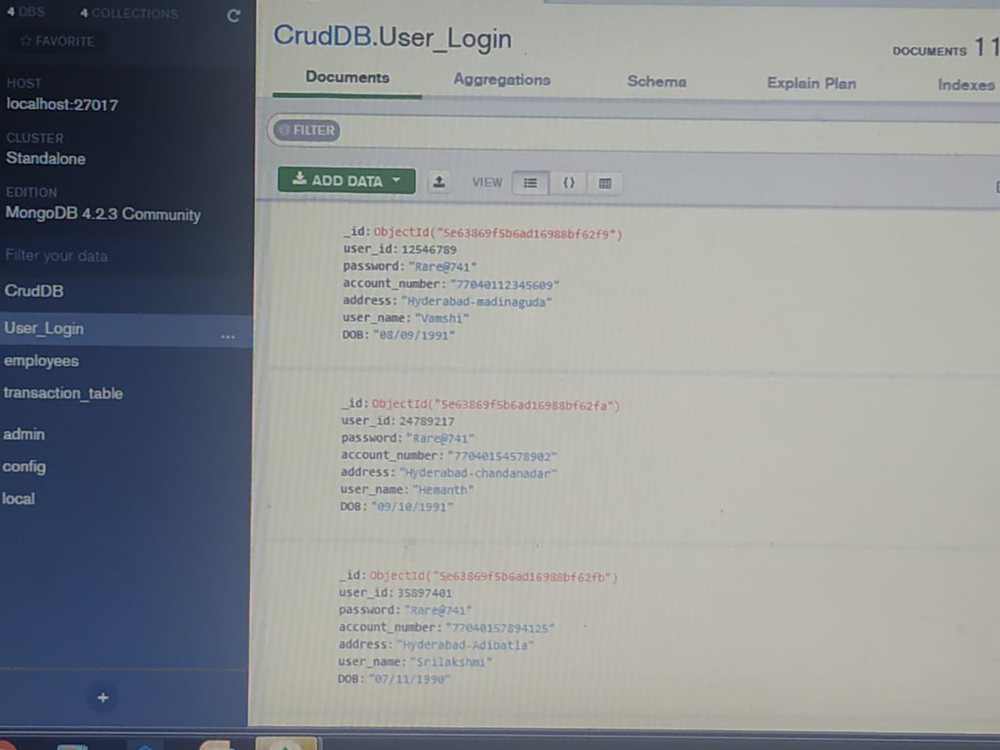 4 DBS 4 COLLECTIONS
FAVORITE
HOST
localhost:27017
CLUSTER
Standalone
EDITION
MongoDB 4.2.3 Community
Filter your data
CrudDB
User_Login
...
employees
transaction_table
admin
config
local
+
CrudDB.User_Login
DOCUMENTS 11
Documents Aggregations Schema Explain Plan Indexes
FILTER
ADD DATA VIEW {}
_id: ObjectId("5e63869f5b6ad16988bf62f9")
user_id: 12546789
password: "Rare@741"
account_number: "77040112345609"
address: "Hyderabad-madinaguda"
user_name: "Vamshi"
DOB: "08/09/1991"
_id: ObjectId("5e63869f5b6ad16988bf62fa")
user_id: 24789217
password: "Rare@741"
account_number: "77040154578902"
address: "Hyderabad-chandanadar"
user_name: "Hemanth"
DOB: "09/10/1991"
_id: ObjectId("5e63869f5b6ad16988bf62fb")
user_id: 35897401
password: "Rare@741"
account_number: "77040157894125"
address: "Hyderabad-Adibatla"
user_name: "Srilakshmi"
DOB: "07/11/1990"